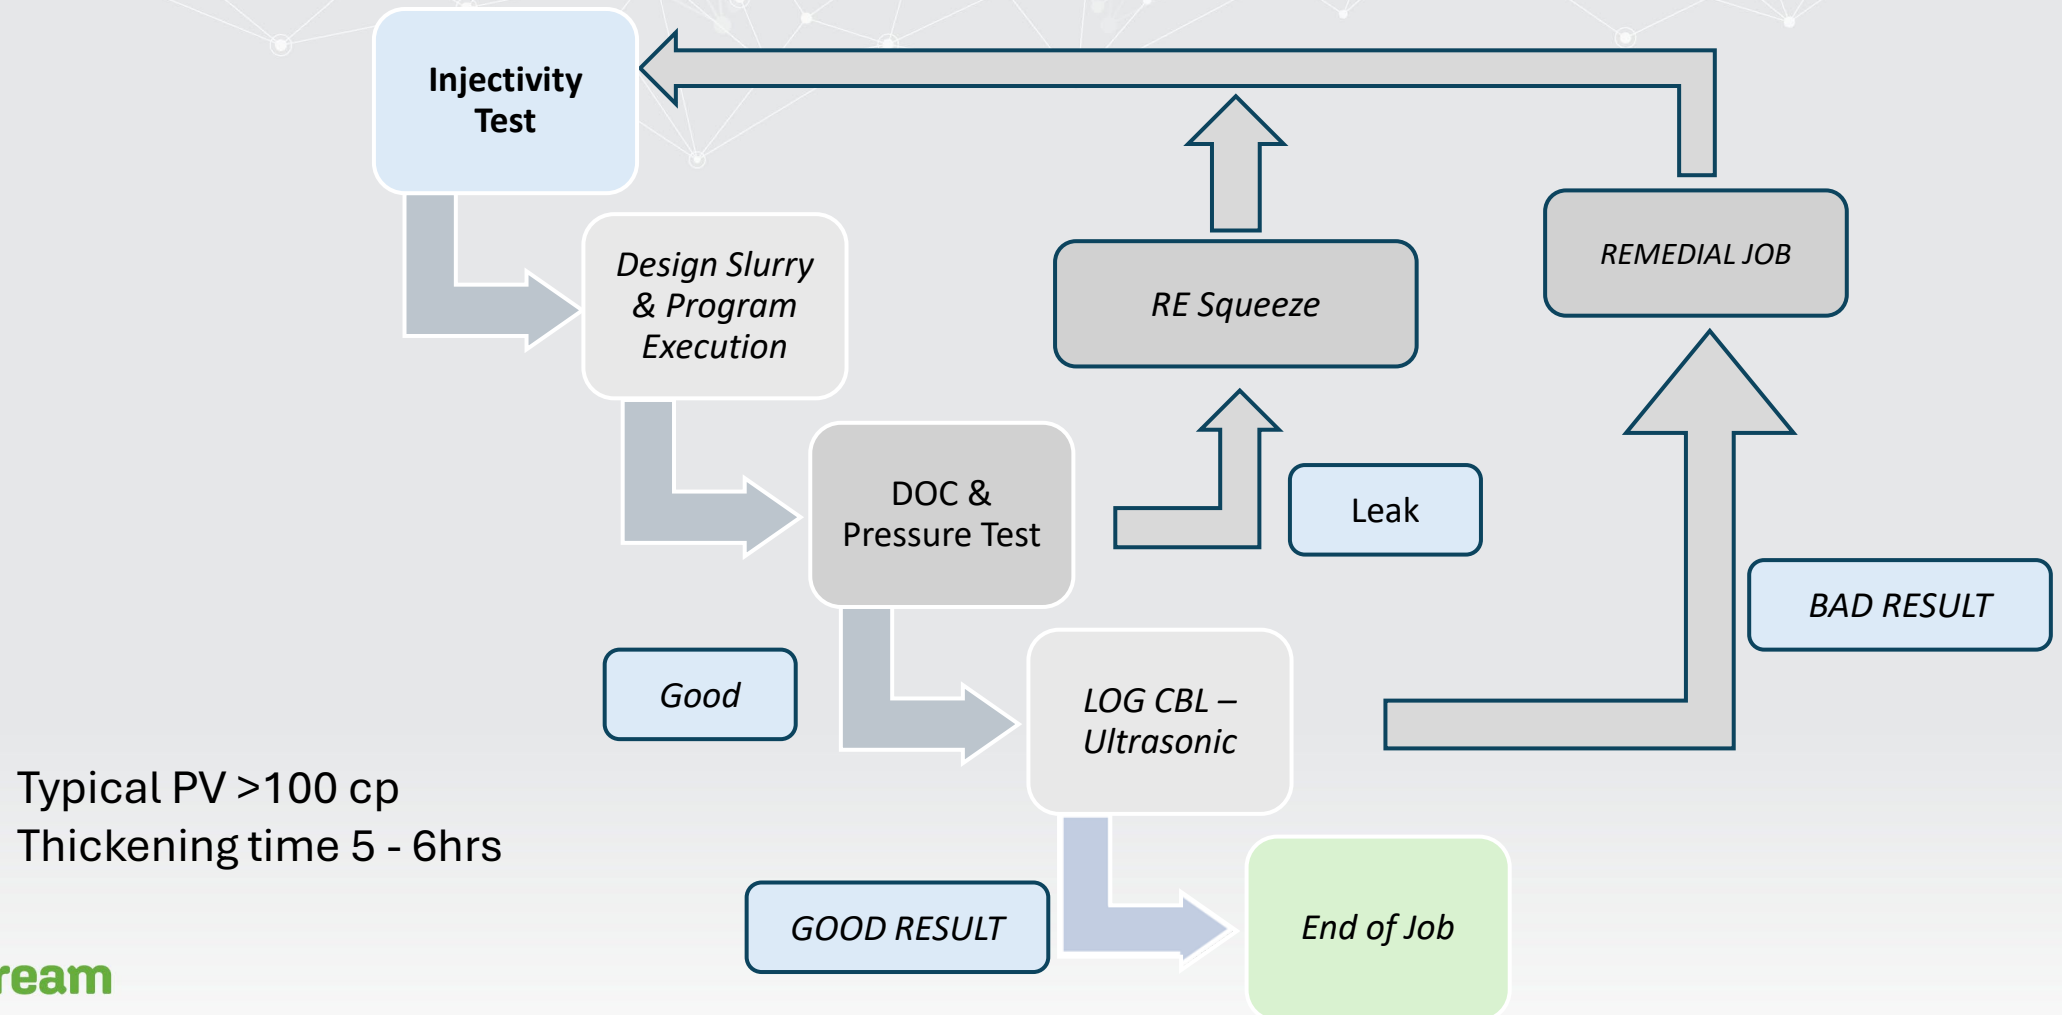 Injectivity
Test
Design Slurry
& Program
Execution
RE Squeeze
REMEDIAL JOB
DOC &
Pressure Test
Leak
BAD RESULT
Good
LOG CBL –
Ultrasonic
Typical PV >100 cp
Thickening time 5 - 6hrs
GOOD RESULT
End of Job
ream